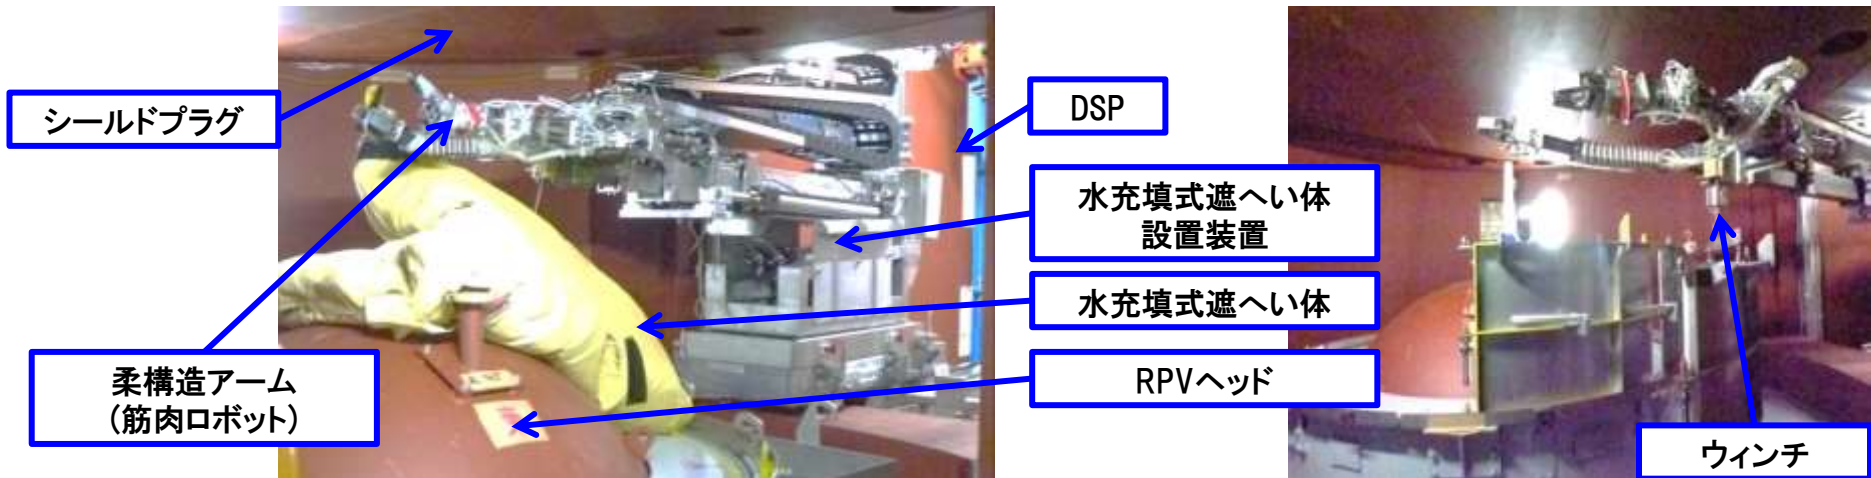 シールドプラグ
DSP
水充填式遮へい体
設置装置
水充填式遮へい体
柔構造アーム
(筋肉ロボット)
RPVヘッド
ウィンチ